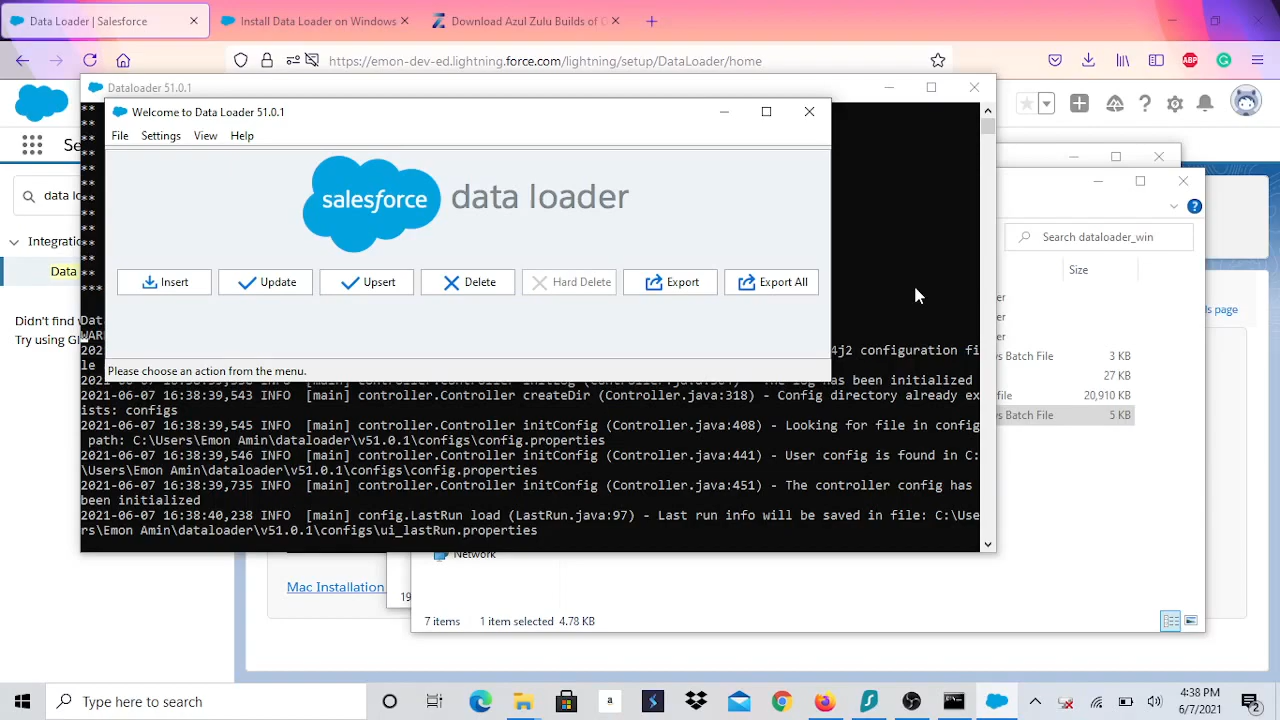 Data Loader | Salesforce
Install Data Loader on Windows
Download Azul Zulu Builds of
https://emon-dev-ed.lightning.force.com/lightning/setup/DataLoader/home
Dataloader 51.0.1
Welcome to Data Loader 51.0.1
File Settings View Help
salesforce data loader
Insert Update Upsert Delete Hard Delete Export Export All
Please choose an action from the menu.
**
**
**
**
**
**
**
**
**
**
**
**
***
Dat
WAR
202 4j2 configuration fi
le
[main] controller.Controller
has been initialized
2021-06-07 16:38:39,543 INFO [main] controller.Controller createDir (Controller.java:318) - Config directory already ex
ists: configs
2021-06-07 16:38:39,545 INFO [main] controller.Controller initConfig (Controller.java:408) - Looking for file in config
path: C:\Users\Emon Amin\dataloader\v51.0.1\configs\config.properties
2021-06-07 16:38:39,546 INFO [main] controller.Controller initConfig (Controller.java:441) - User config is found in C:
\Users\Emon Amin\dataloader\v51.0.1\configs\config.properties
2021-06-07 16:38:39,735 INFO [main] controller.Controller initConfig (Controller.java:451) - The controller config has
been initialized
2021-06-07 16:38:40,238 INFO [main] config.LastRun load (LastRun.java:97) - Last run info will be saved in file: C:\Use
rs\Emon Amin\dataloader\v51.0.1\configs\ui_lastRun.properties
Se
data lo
Integratio
Data
Didn't find
Try using Gl
Mac Installation
Search dataloader_win
Size
er
er
s Batch File 3 KB
27 KB
file 20,910 KB
s Batch File 5 KB
s page
Network
19
7 items 1 item selected 4.78 KB
Type here to search
4:38 PM
6/7/2021
2